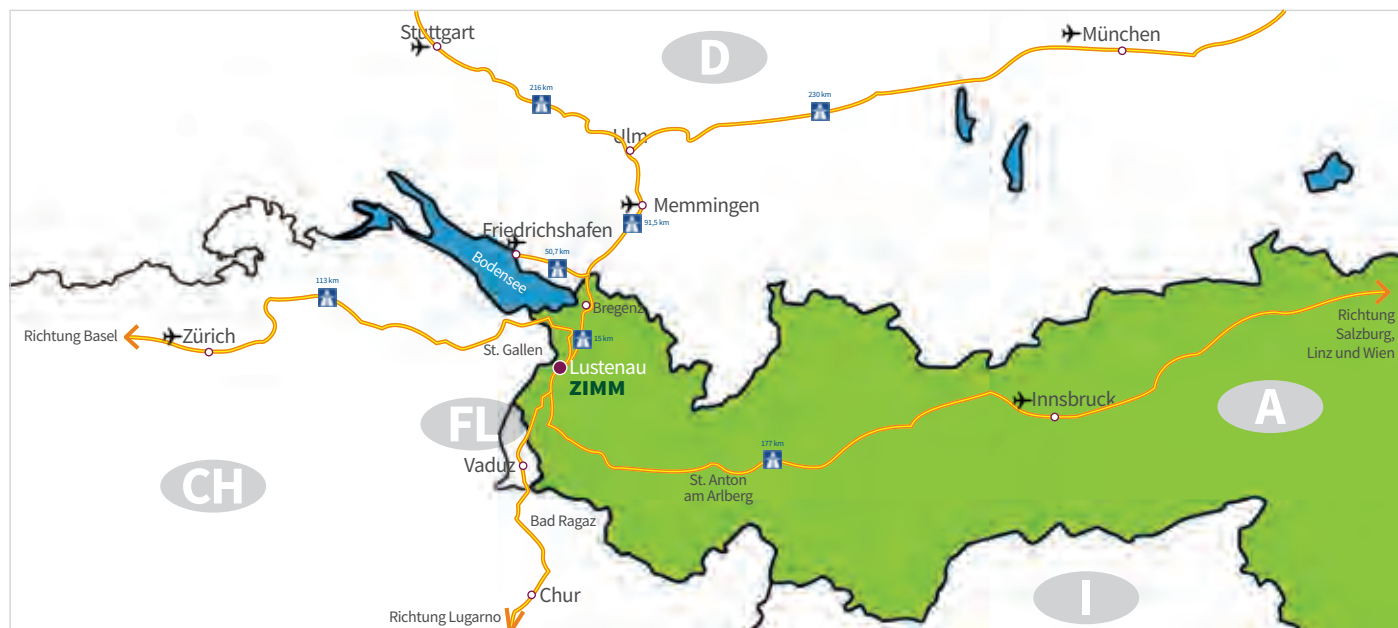 Stuttgart
D
München
216 km
230 km
Ulm
Memmingen
91,5 km
Friedrichshafen
50,7 km
Bodensee
113 km
Bregenz
Richtung Basel
Zürich
St. Gallen
15 km
Lustenau
ZIMM
Richtung
Salzburg,
Linz und Wien
Innsbruck
A
FL
Vaduz
177 km
St. Anton
am Arlberg
CH
Bad Ragaz
Chur
I
Richtung Lugarno